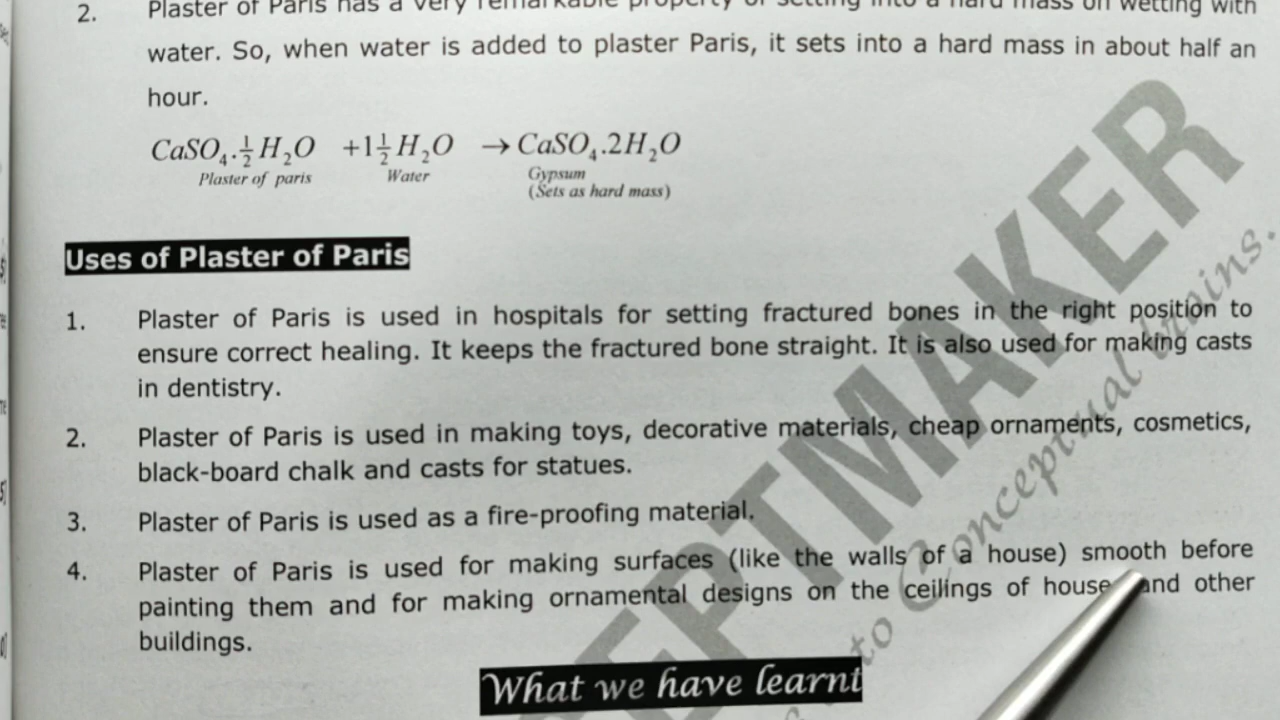 2. Plaster of Paris has a very remarkable property of setting into a hard mass on wetting with
water. So, when water is added to plaster Paris, it sets into a hard mass in about half an
hour.
CaSO₄.½H₂O +1½H₂O → CaSO₄.2H₂O
Plaster of paris Water Gypsum
(Sets as hard mass)
Uses of Plaster of Paris
1. Plaster of Paris is used in hospitals for setting fractured bones in the right position to
ensure correct healing. It keeps the fractured bone straight. It is also used for making casts
in dentistry.
2. Plaster of Paris is used in making toys, decorative materials, cheap ornaments, cosmetics,
black-board chalk and casts for statues.
3. Plaster of Paris is used as a fire-proofing material.
4. Plaster of Paris is used for making surfaces (like the walls of a house) smooth before
painting them and for making ornamental designs on the ceilings of house and other
buildings.
What we have learnt
EPTMAKER
to Conceptual brains.